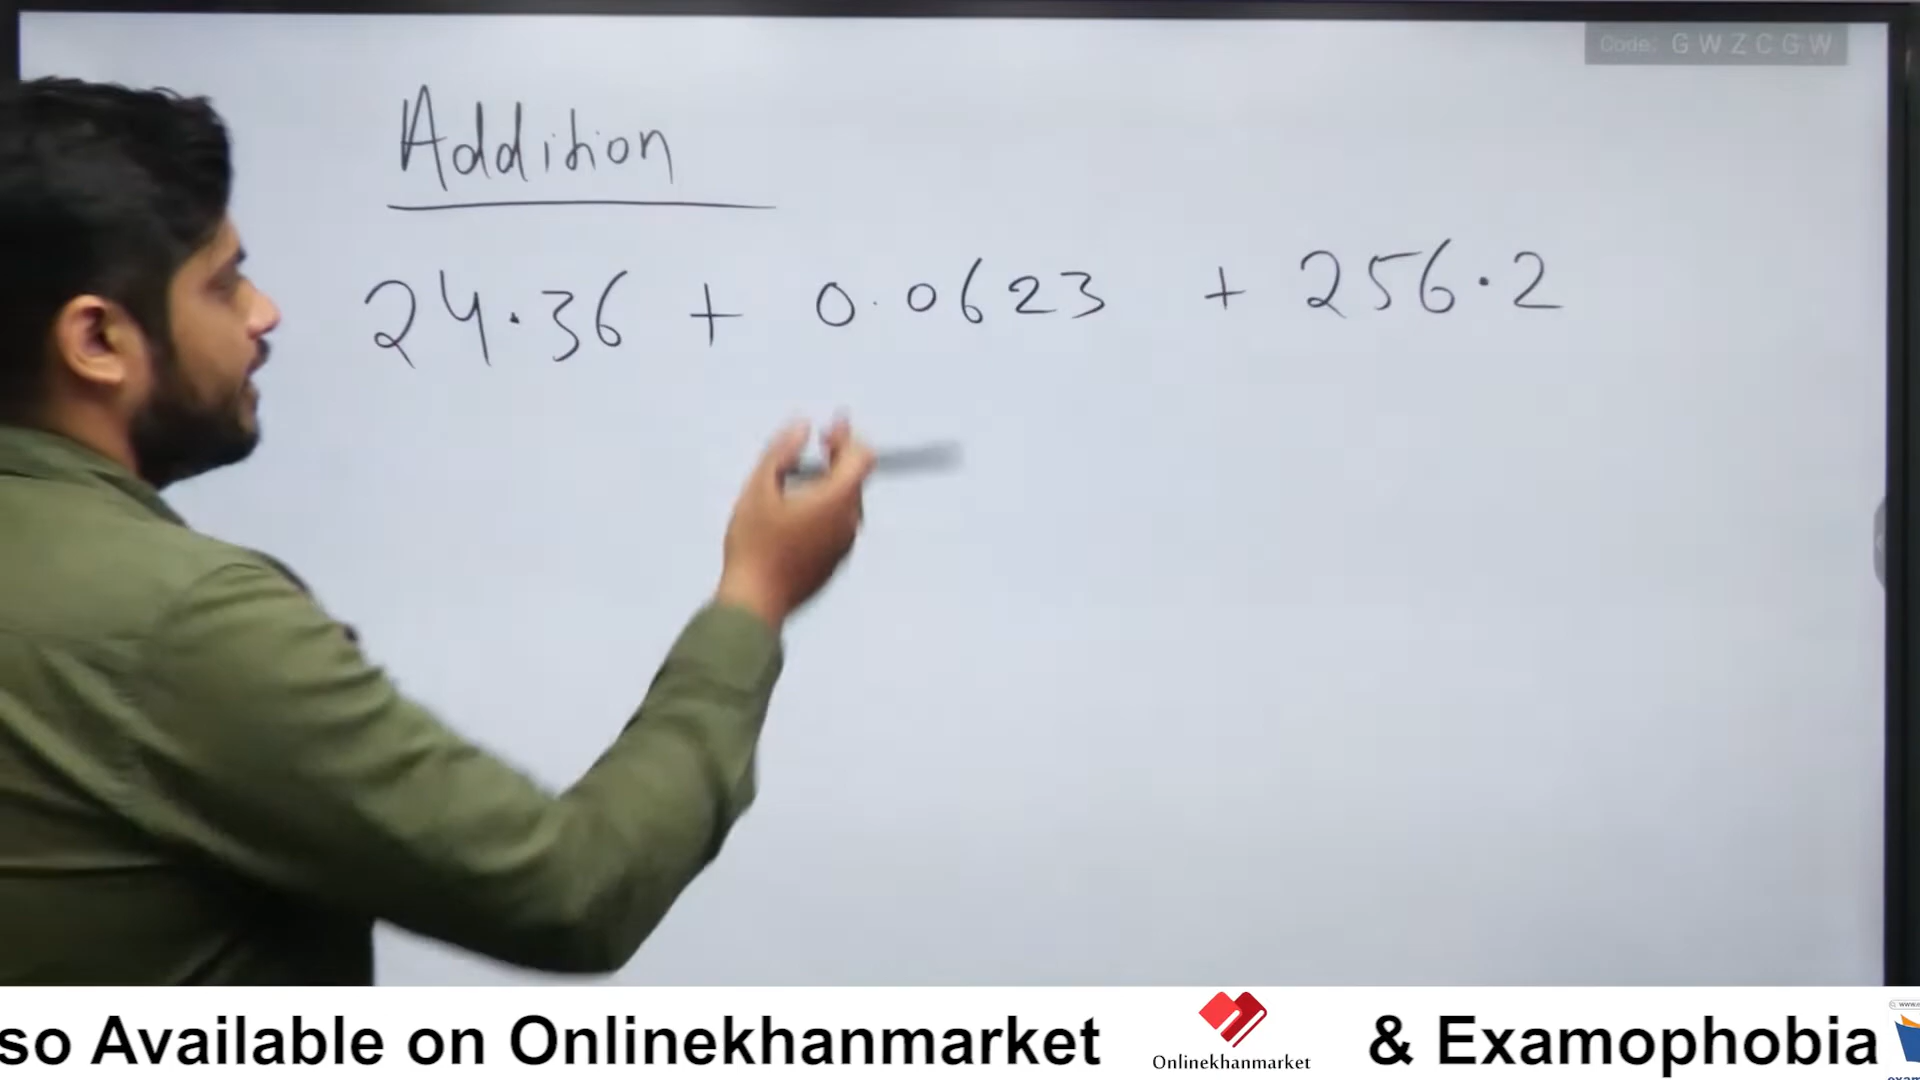 Code: G W Z C G W
Addition
24.36 + 0.0623 + 256.2
so Available on Onlinekhanmarket
Onlinekhanmarket
& Examophobia